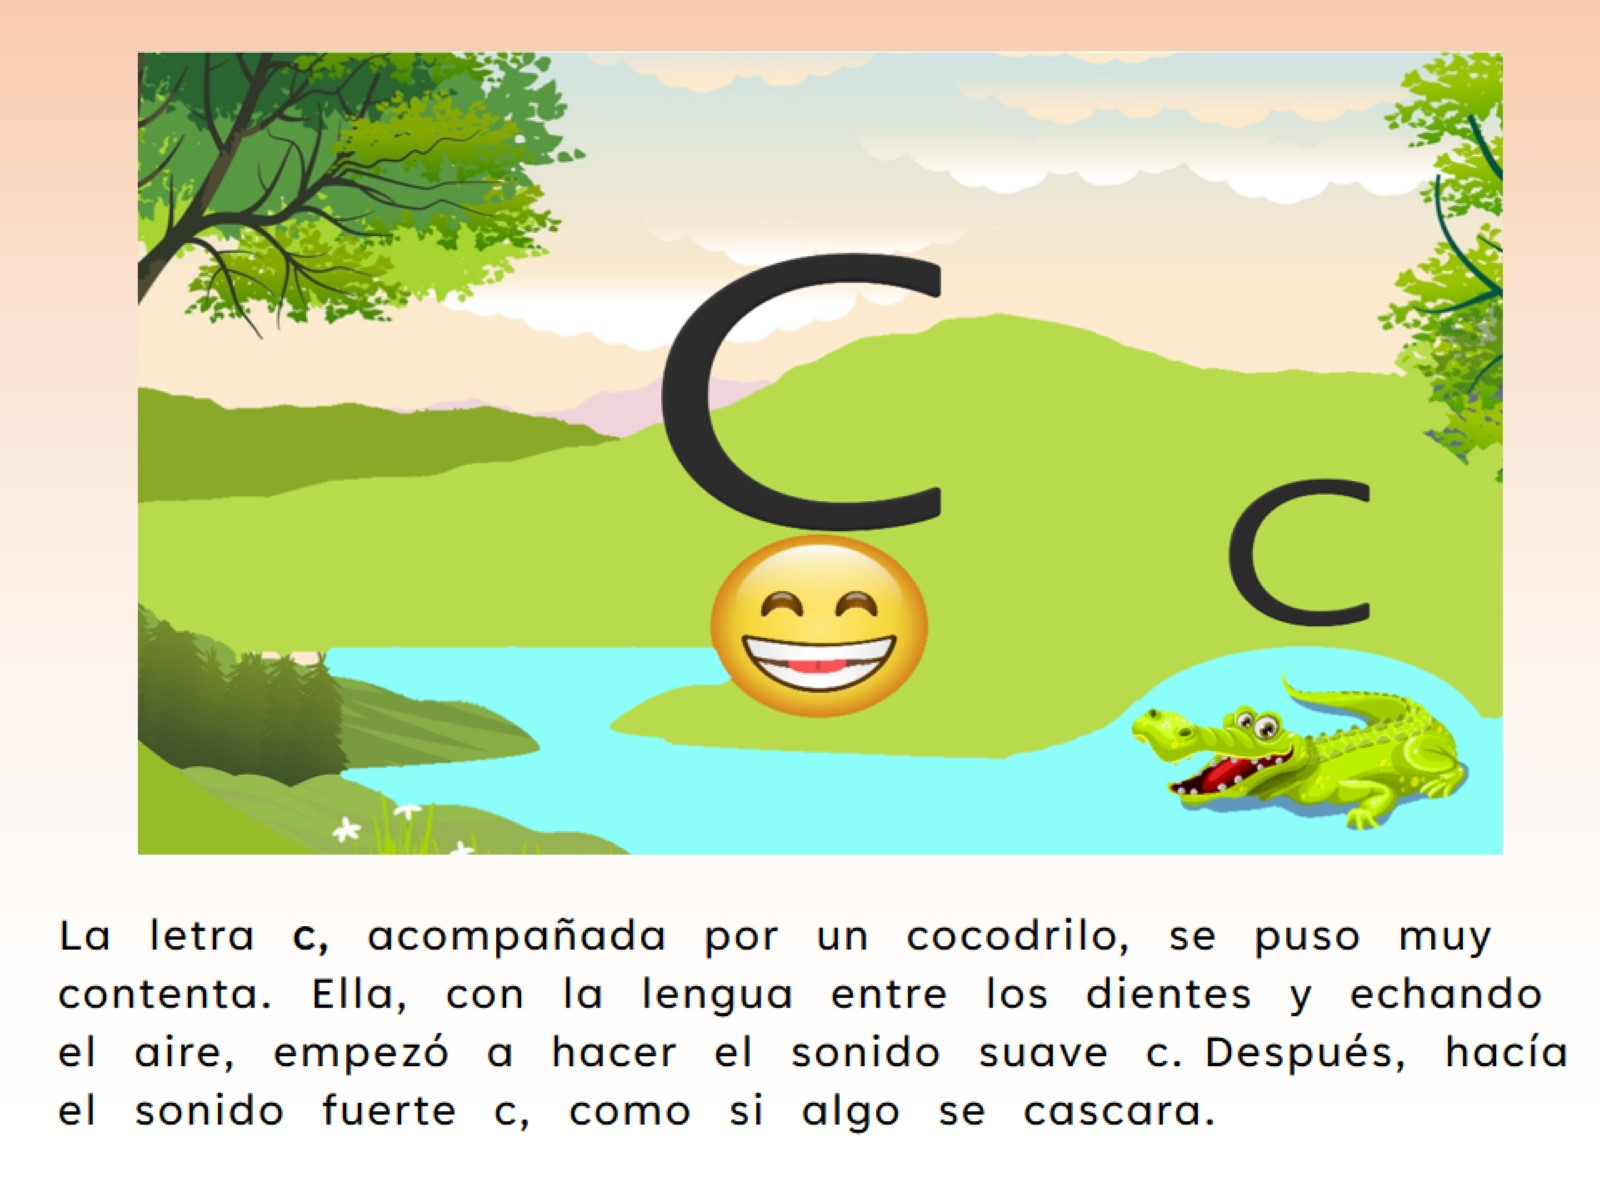 C
c
La letra c, acompañada por un cocodrilo, se puso muy
contenta. Ella, con la lengua entre los dientes y echando
el aire, empezó a hacer el sonido suave c. Después, hacía
el sonido fuerte c, como si algo se cascara.